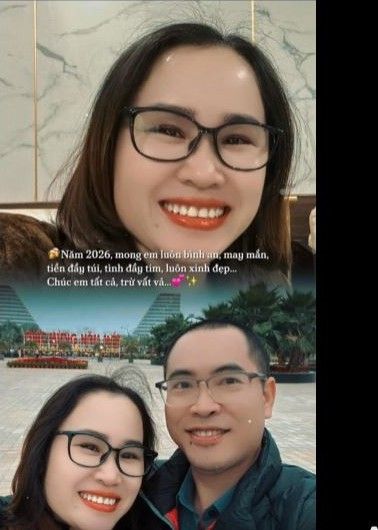 🤗Năm 2026, mong em luôn bình an, may mắn,
tiền đầy túi, tình đầy tim, luôn xinh đẹp...
Chúc em tất cả, trừ vất vả...💕✨